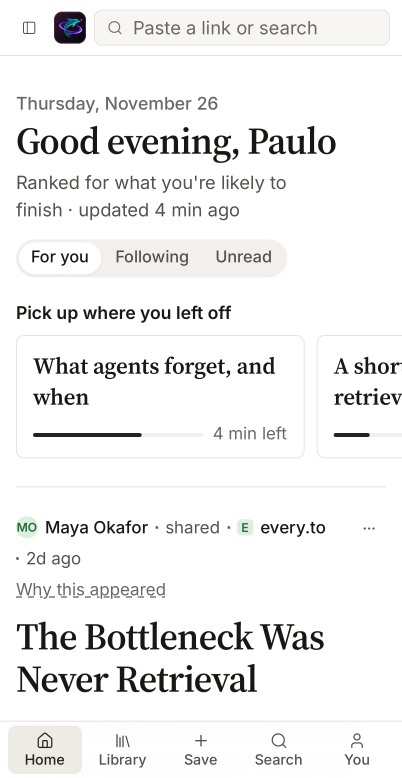 Paste a link or search
Thursday, November 26
Good evening, Paulo
Ranked for what you're likely to
finish · updated 4 min ago
For you
Following
Unread
Pick up where you left off
What agents forget, and
when
4 min left
A short
retriev
MO Maya Okafor · shared · E every.to ···
· 2d ago
Why this appeared
The Bottleneck Was
Never Retrieval
Home
Library
Save
Search
You